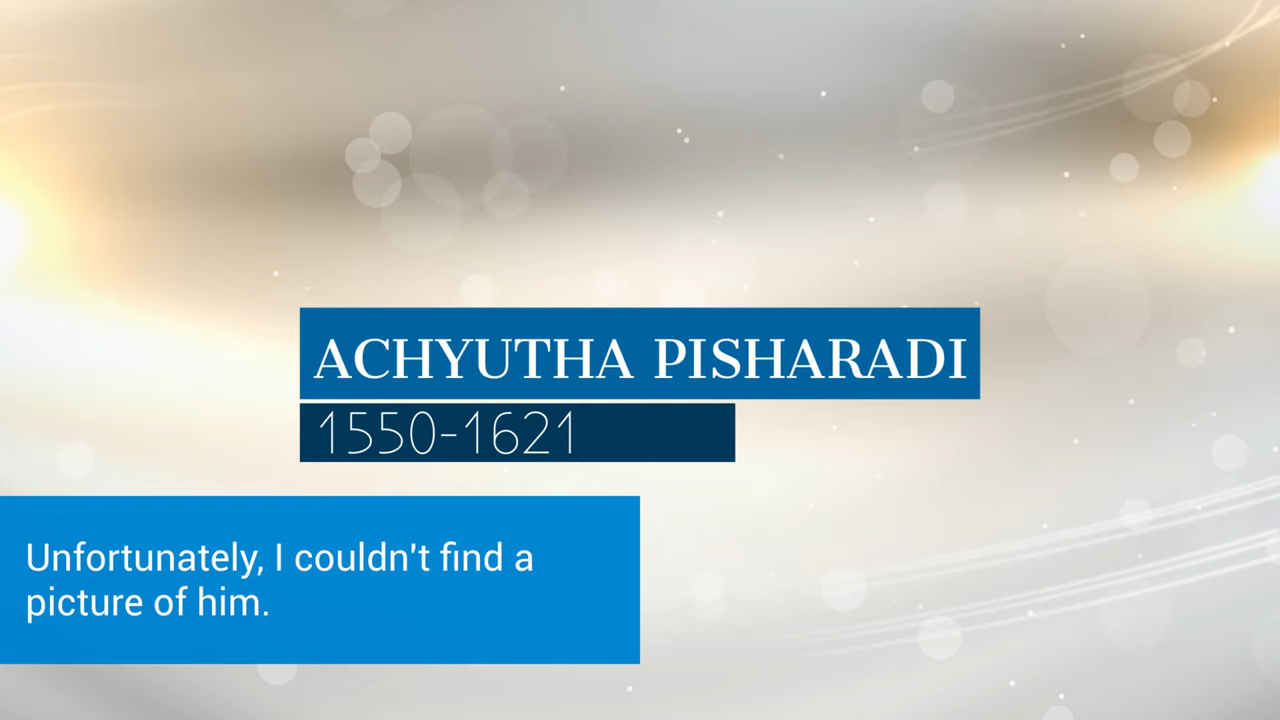 ACHYUTHA PISHARADI
1550-1621
Unfortunately, I couldn't find a
picture of him.